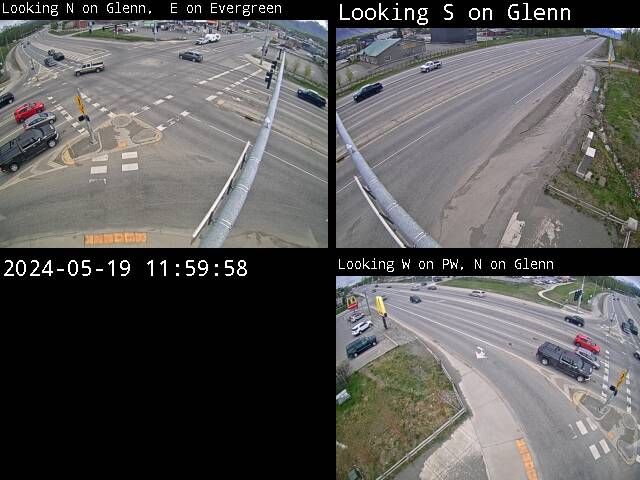 Looking N on Glenn, E on Evergreen
Looking S on Glenn
2024-05-19 11:59:58
Looking W on PW, N on Glenn